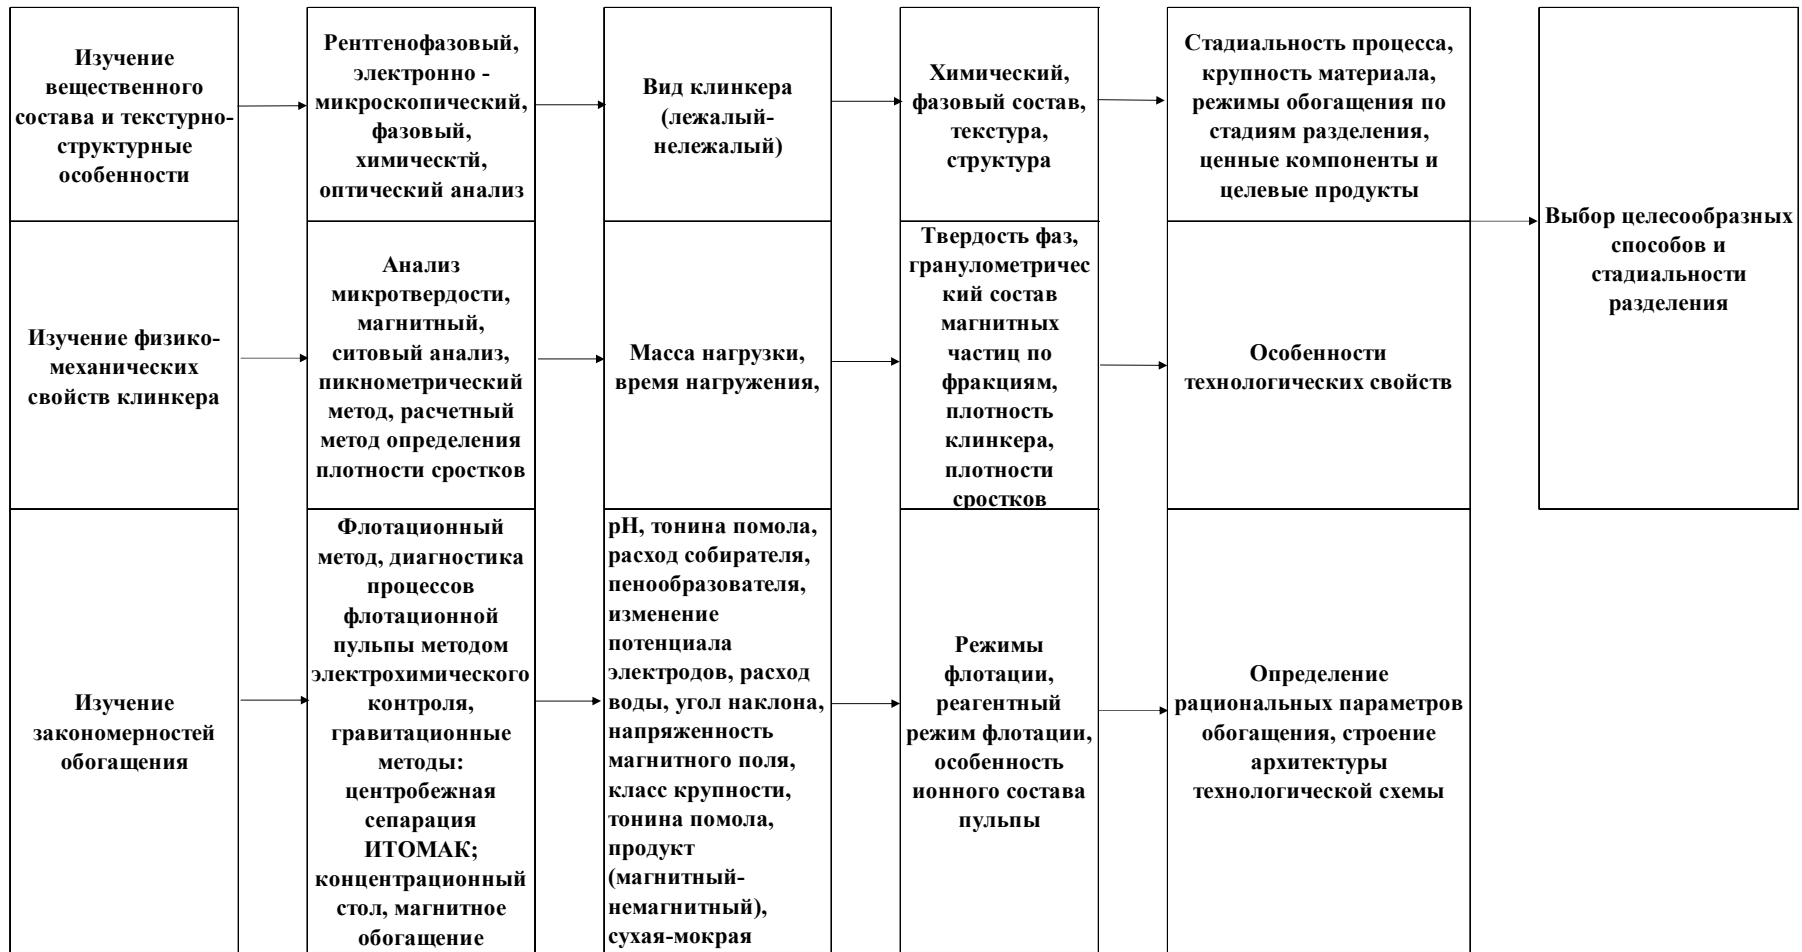 Изучение
вещественного
состава и текстурно-
структурные
особенности
Рентгенофазовый,
электронно -
микроскопический,
фазовый,
химическтй,
оптический анализ
Вид клинкера
(лежалый-
нележалый)
Химический,
фазовый состав,
текстура,
структура
Стадиальность процесса,
крупность материала,
режимы обогащения по
стадиям разделения,
ценные компоненты и
целевые продукты
Выбор целесообразных
способов и
стадиальности
разделения
Изучение физико-
механических
свойств клинкера
Анализ
микротвердости,
магнитный,
ситовый анализ,
пикнометрический
метод, расчетный
метод определения
плотности сростков
Масса нагрузки,
время нагружения,
Твердость фаз,
гранулометричес
кий состав
магнитных
частиц по
фракциям,
плотность
клинкера,
плотности
сростков
Особенности
технологических свойств
Изучение
закономерностей
обогащения
Флотационный
метод, диагностика
процессов
флотационной
пульпы методом
электрохимического
контроля,
гравитационные
методы:
центробежная
сепарация
ИТОМАК;
концентрационный
стол, магнитное
обогащение
pH, тонина помола,
расход собирателя,
пенообразователя,
изменение
потенциала
электродов, расход
воды, угол наклона,
напряженность
магнитного поля,
класс крупности,
тонина помола,
продукт
(магнитный-
немагнитный),
сухая-мокрая
Режимы
флотации,
реагентный
режим флотации,
особенность
ионного состава
пульпы
Определение
рациональных параметров
обогащения, строение
архитектуры
технологической схемы